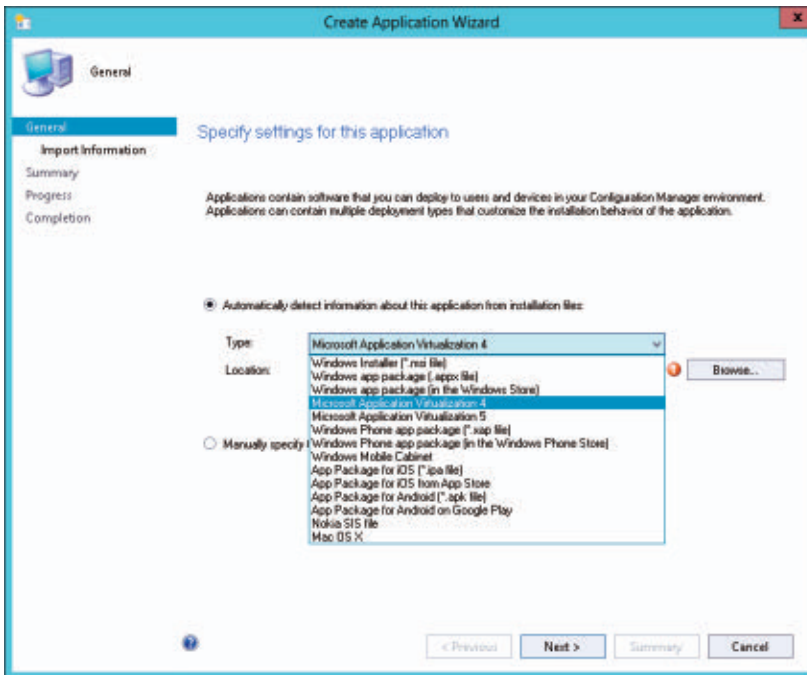 Create Application Wizard
x
General
General
Import Information
Summary
Progress
Completion
Specify settings for this application
Applications contain software that you can deploy to users and devices in your Configuration Manager environment.
Applications can contain multiple deployment types that customize the installation behavior of the application.
Automatically detect information about this application from installation files:
Type: Microsoft Application Virtualization 4
Location:
Windows Installer (*.msi file)
Windows app package (.appx file)
Windows app package (in the Windows Store)
Microsoft Application Virtualization 4
Microsoft Application Virtualization 5
Windows Phone app package (*.xap file)
Windows Phone app package (in the Windows Phone Store)
Windows Mobile Cabinet
App Package for iOS (*.ipa file)
App Package for iOS from App Store
App Package for Android (*.apk file)
App Package for Android on Google Play
Nokia SIS file
Mac OS X
Browse...
Manually specify
< Previous
Next >
Summary
Cancel